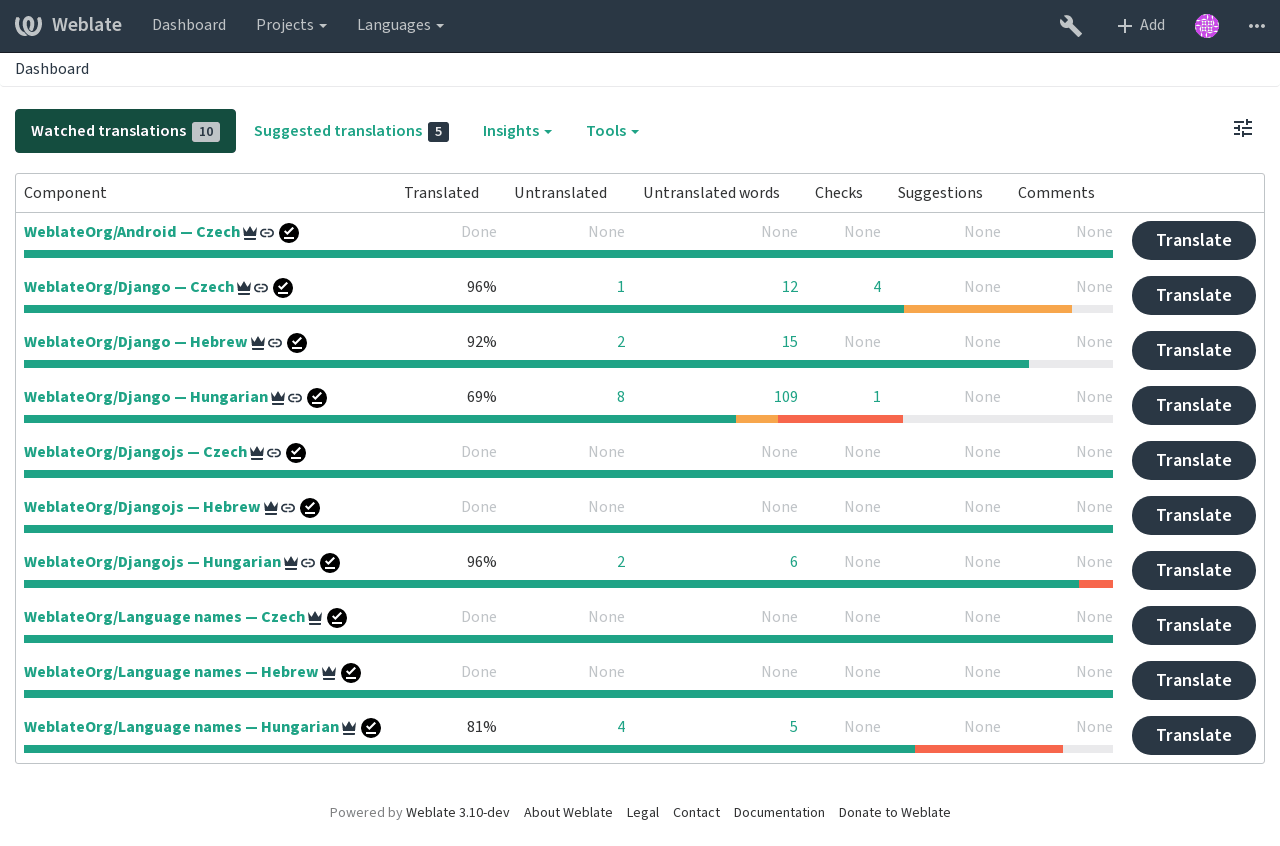 Weblate Dashboard Projects Languages Add
Dashboard
Watched translations 10 Suggested translations 5 Insights Tools
Component Translated Untranslated Untranslated words Checks Suggestions Comments
WeblateOrg/Android — Czech Done None None None None None Translate
WeblateOrg/Django — Czech 96% 1 12 4 None None Translate
WeblateOrg/Django — Hebrew 92% 2 15 None None None Translate
WeblateOrg/Django — Hungarian 69% 8 109 1 None None Translate
WeblateOrg/Djangojs — Czech Done None None None None None Translate
WeblateOrg/Djangojs — Hebrew Done None None None None None Translate
WeblateOrg/Djangojs — Hungarian 96% 2 6 None None None Translate
WeblateOrg/Language names — Czech Done None None None None None Translate
WeblateOrg/Language names — Hebrew Done None None None None None Translate
WeblateOrg/Language names — Hungarian 81% 4 5 None None None Translate
Powered by Weblate 3.10-dev About Weblate Legal Contact Documentation Donate to Weblate